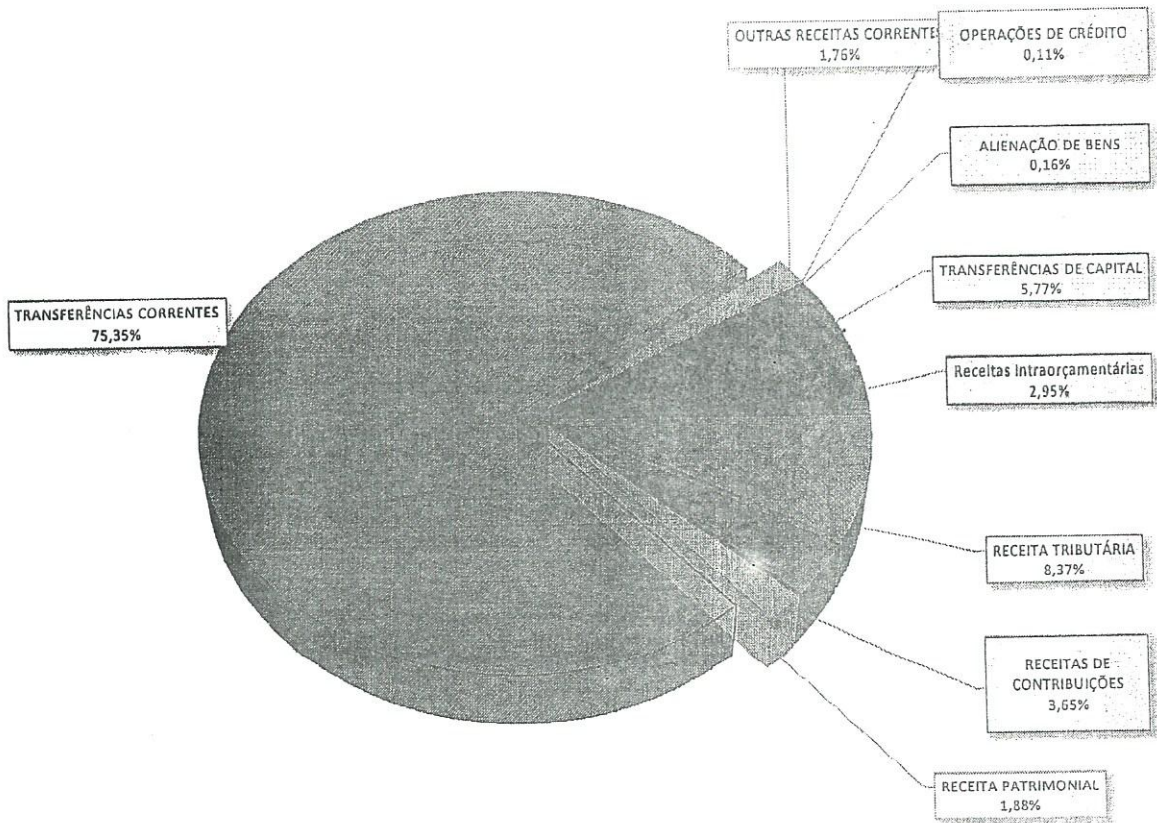 OUTRAS RECEITAS CORRENTES
1,76%
OPERAÇÕES DE CRÉDITO
0,11%
ALIENAÇÃO DE BENS
0,16%
TRANSFERÊNCIAS DE CAPITAL
5,77%
TRANSFERÊNCIAS CORRENTES
75,35%
Receitas Intraorçamentárias
2,95%
RECEITA TRIBUTÁRIA
8,37%
RECEITAS DE
CONTRIBUIÇÕES
3,65%
RECEITA PATRIMONIAL
1,88%